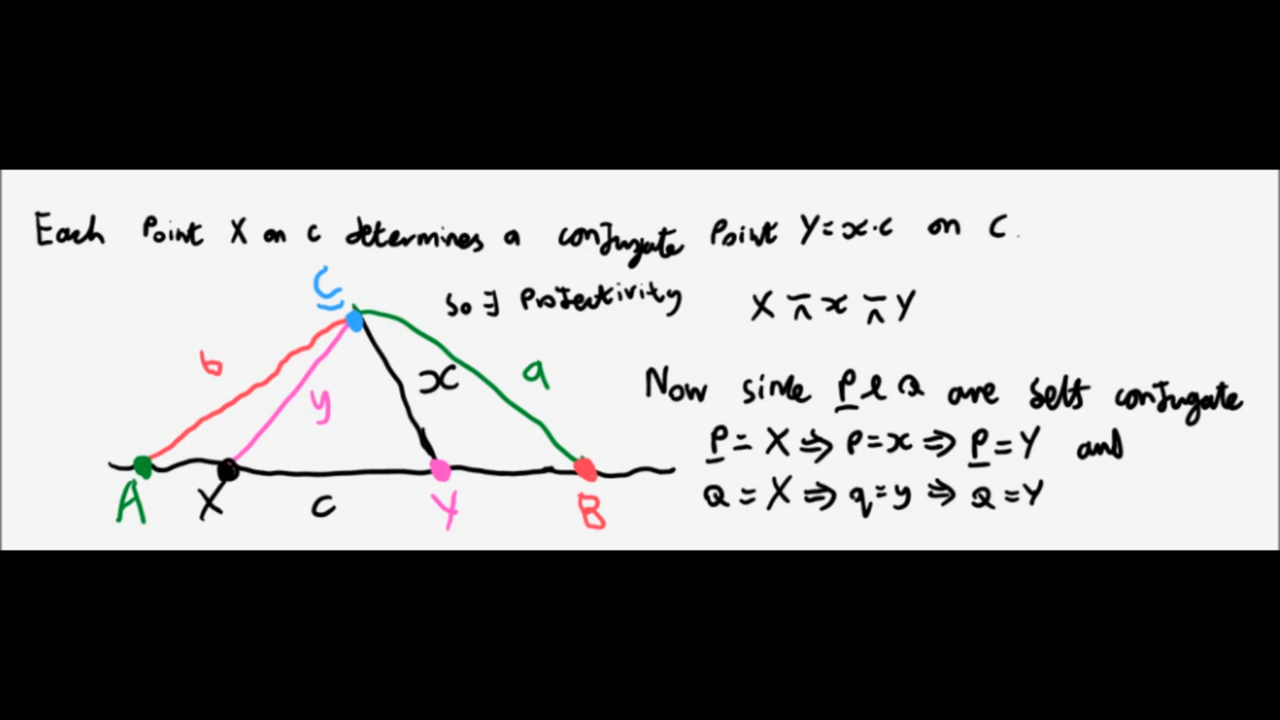 Each Point X on c determines a conjugate Point Y=x·c on C.
C
So ∃ Projectivity X ⊼ x ⊼ Y
b
x
a
y
Now since P & Q are self conjugate
P = X ⇒ p=x ⇒ P=Y and
A X c Y B
Q = X ⇒ q=y ⇒ Q=Y